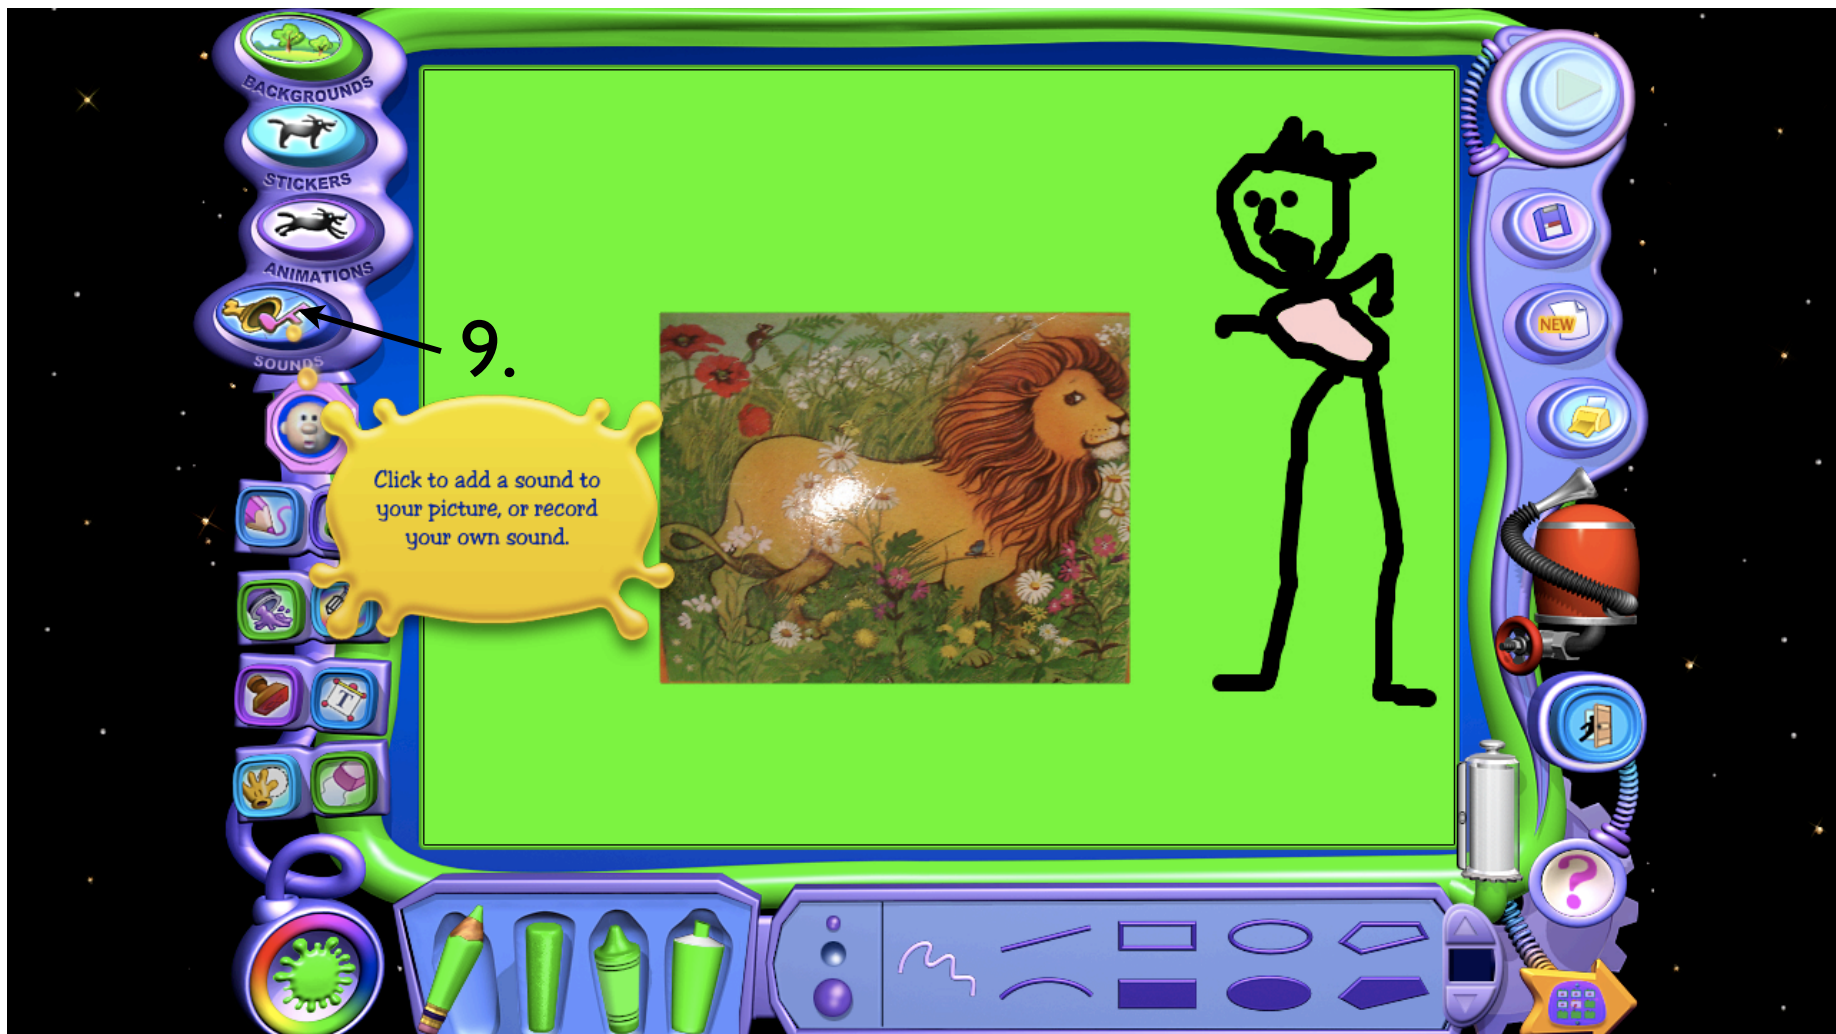 BACKGROUNDS
STICKERS
ANIMATIONS
SOUNDS
9.
Click to add a sound to
your picture, or record
your own sound.
NEW
T
?